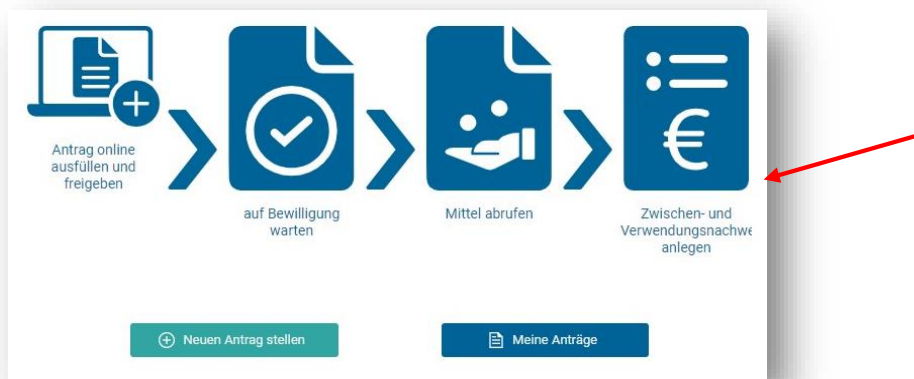 Antrag online
ausfüllen und
freigeben
auf Bewilligung
warten
Mittel abrufen
Zwischen- und
Verwendungsnachwe
anlegen
€
Neuen Antrag stellen
Meine Anträge